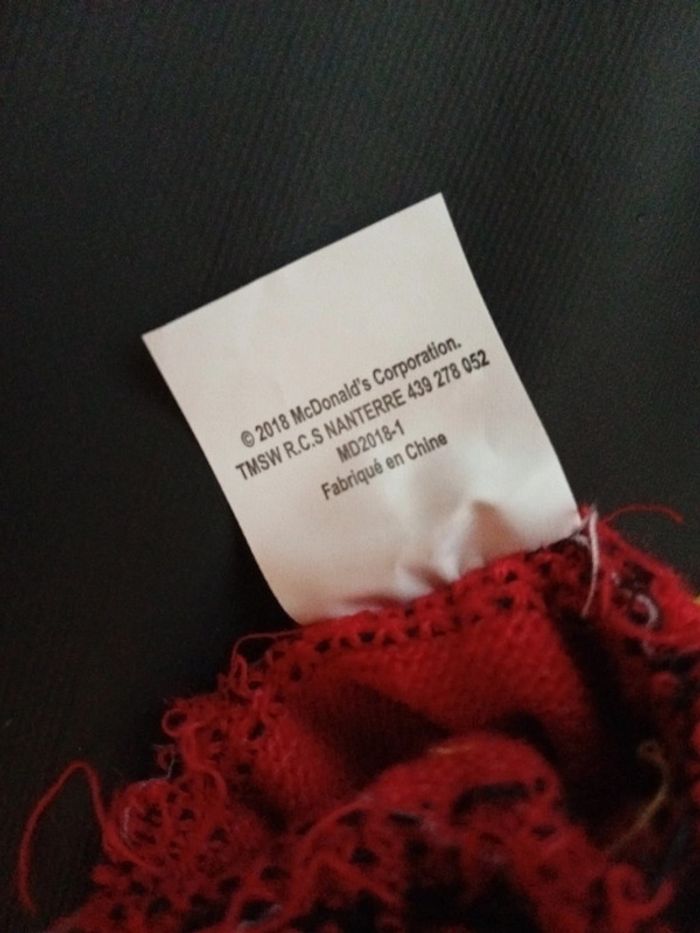 © 2018 McDonald's Corporation.
TMSW R.C.S NANTERRE 439 278 052
MD2018-1
Fabriqué en Chine